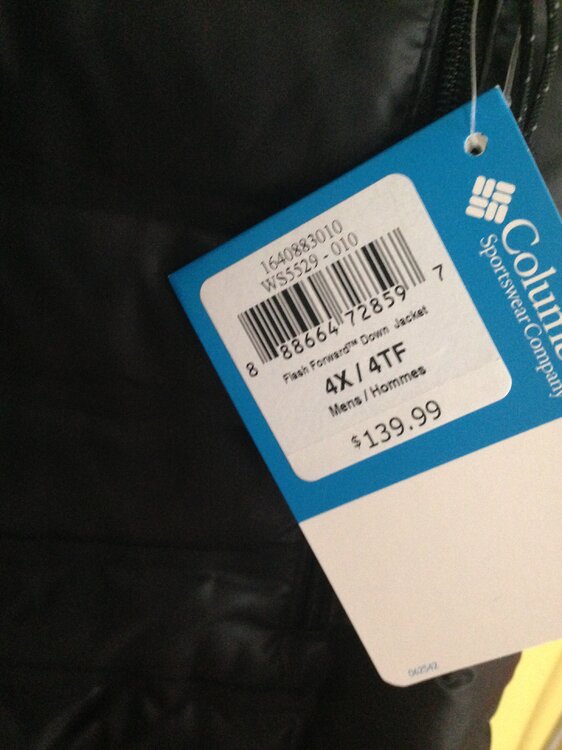 1640883010
WS5529 - 010
8 88664 72859 7
Flash Forward™ Down Jacket
4X / 4TF
Mens / Hommes
$139.99
Colum
Sportswear Company
062542